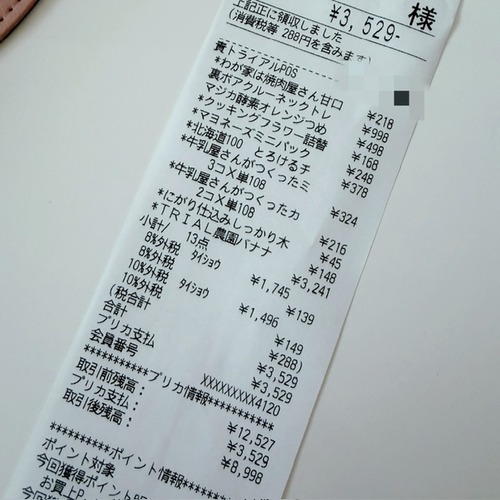 様
¥3,529-
上記正に領収しました
(消費税等 288円を含みます)
責トライアルPOS
*わが家は焼肉屋さん甘口 ¥218
裏ボアクルーネックトレ ¥998
マジカ酵素オレンジつめ ¥498
*クッキングフラワー詰替 ¥168
*マヨネーズミニパック ¥248
*北海道100 とろけるチ ¥378
*牛乳屋さんがつくったミ
3コ×単108 ¥324
*牛乳屋さんがつくったカ
2コ×単108 ¥216
*にがり仕込みしっかり木 ¥45
*TRIAL農園バナナ ¥148
小計/ 13点 ¥3,241
8%外税 タイショウ ¥1,745
8%外税 ¥139
10%外税 タイショウ ¥1,496
10%外税 ¥149
(税合計 ¥288)
合計 ¥3,529
プリカ支払 ¥3,529
会員番号 XXXXXXXXX4120
**********プリカ情報**********
取引前残高: ¥12,527
プリカ支払: ¥3,529
取引後残高: ¥8,998
*********ポイント情報*********
ポイント対象
今回獲得ポイント
お買上P